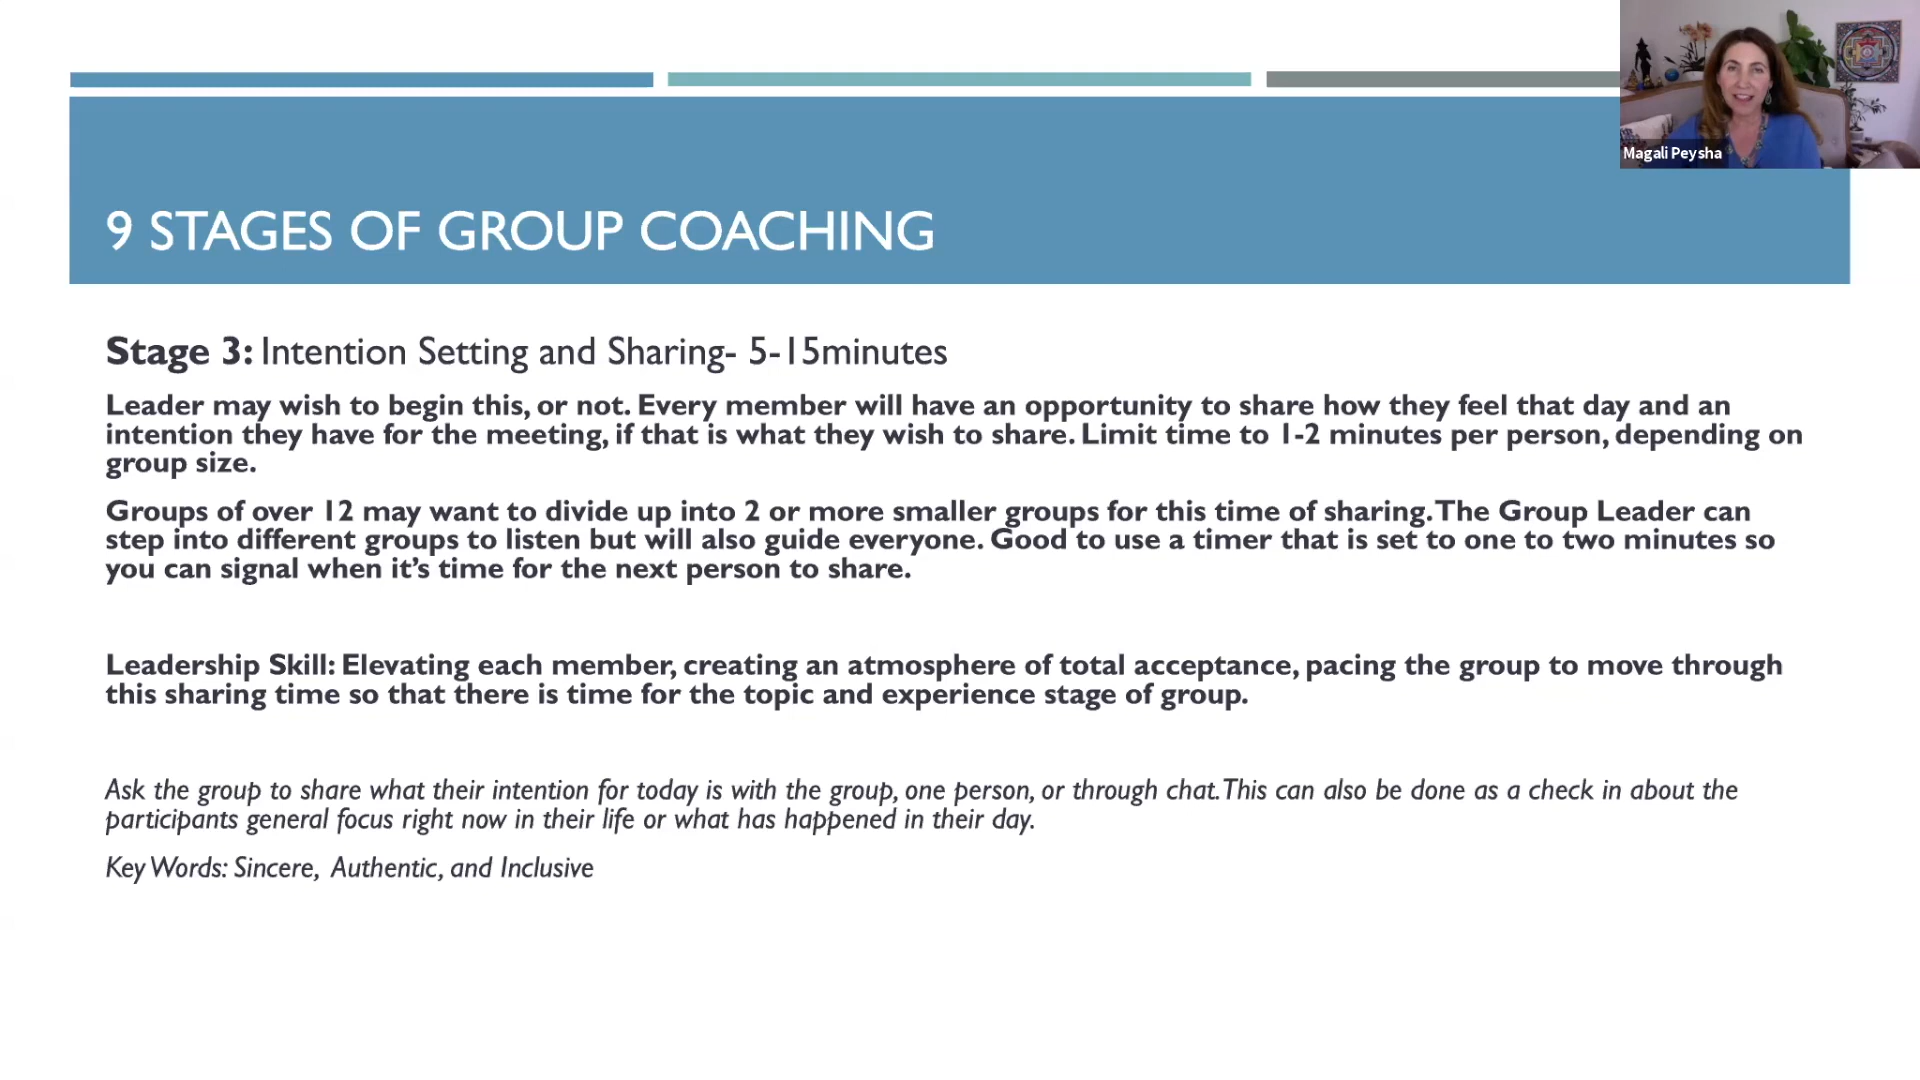 Magali Peysha
9 STAGES OF GROUP COACHING
Stage 3: Intention Setting and Sharing- 5-15minutes
Leader may wish to begin this, or not. Every member will have an opportunity to share how they feel that day and an
intention they have for the meeting, if that is what they wish to share. Limit time to 1-2 minutes per person, depending on
group size.
Groups of over 12 may want to divide up into 2 or more smaller groups for this time of sharing. The Group Leader can
step into different groups to listen but will also guide everyone. Good to use a timer that is set to one to two minutes so
you can signal when it’s time for the next person to share.
Leadership Skill: Elevating each member, creating an atmosphere of total acceptance, pacing the group to move through
this sharing time so that there is time for the topic and experience stage of group.
Ask the group to share what their intention for today is with the group, one person, or through chat. This can also be done as a check in about the
participants general focus right now in their life or what has happened in their day.
Key Words: Sincere, Authentic, and Inclusive